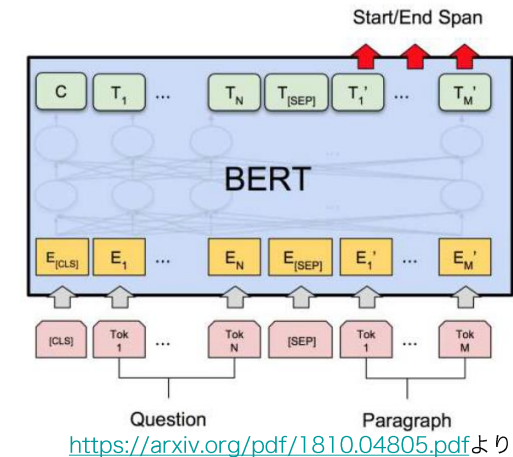 Start/End Span
C T1 ... TN T[SEP] T1' ... TM'
BERT
E[CLS] E1 ... EN E[SEP] E1' ... EM'
[CLS] Tok 1 ... Tok N [SEP] Tok 1 ... Tok M
Question Paragraph
https://arxiv.org/pdf/1810.04805.pdfより